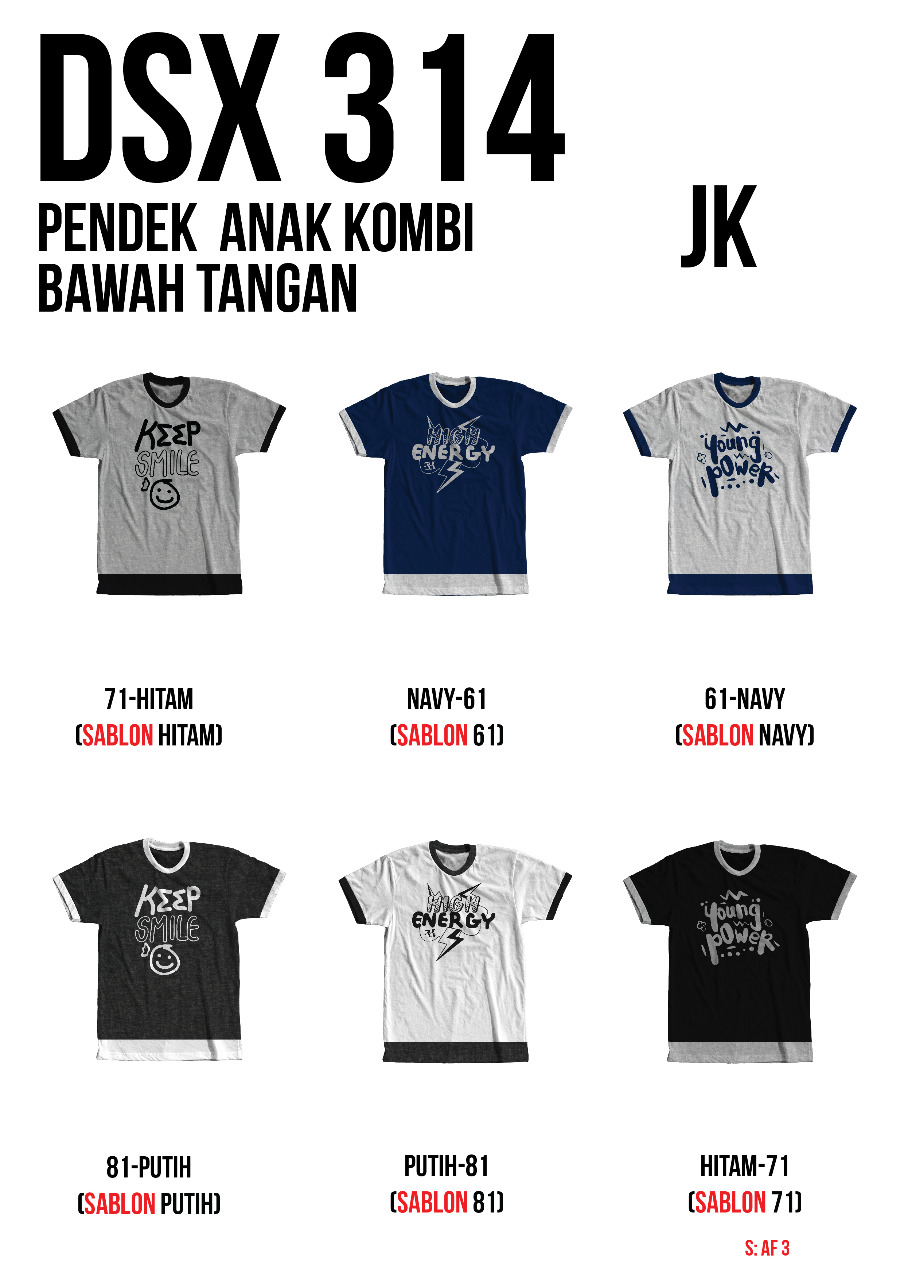 DSX 314
PENDEK ANAK KOMBI
BAWAH TANGAN
JK
KEEP
SMILE
HIGH
ENERGY
Young
power
71-HITAM
(SABLON HITAM)
NAVY-61
(SABLON 61)
61-NAVY
(SABLON NAVY)
KEEP
SMILE
HIGH
ENERGY
Young
power
81-PUTIH
(SABLON PUTIH)
PUTIH-81
(SABLON 81)
HITAM-71
(SABLON 71)
S: AF 3